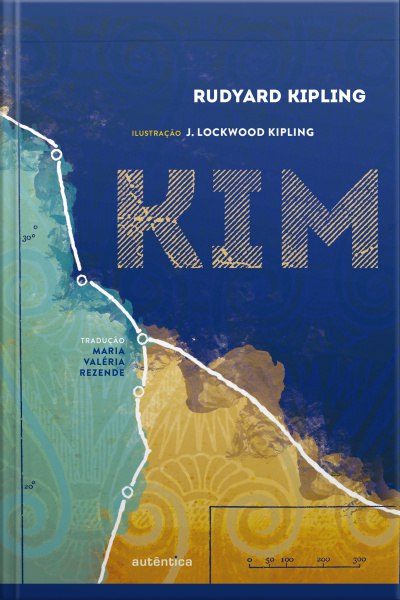 RUDYARD KIPLING
ILUSTRAÇÃO J. LOCKWOOD KIPLING
KIM
30°
TRADUÇÃO
MARIA
VALÉRIA
REZENDE
20°
0 50 100 200 300
autêntica